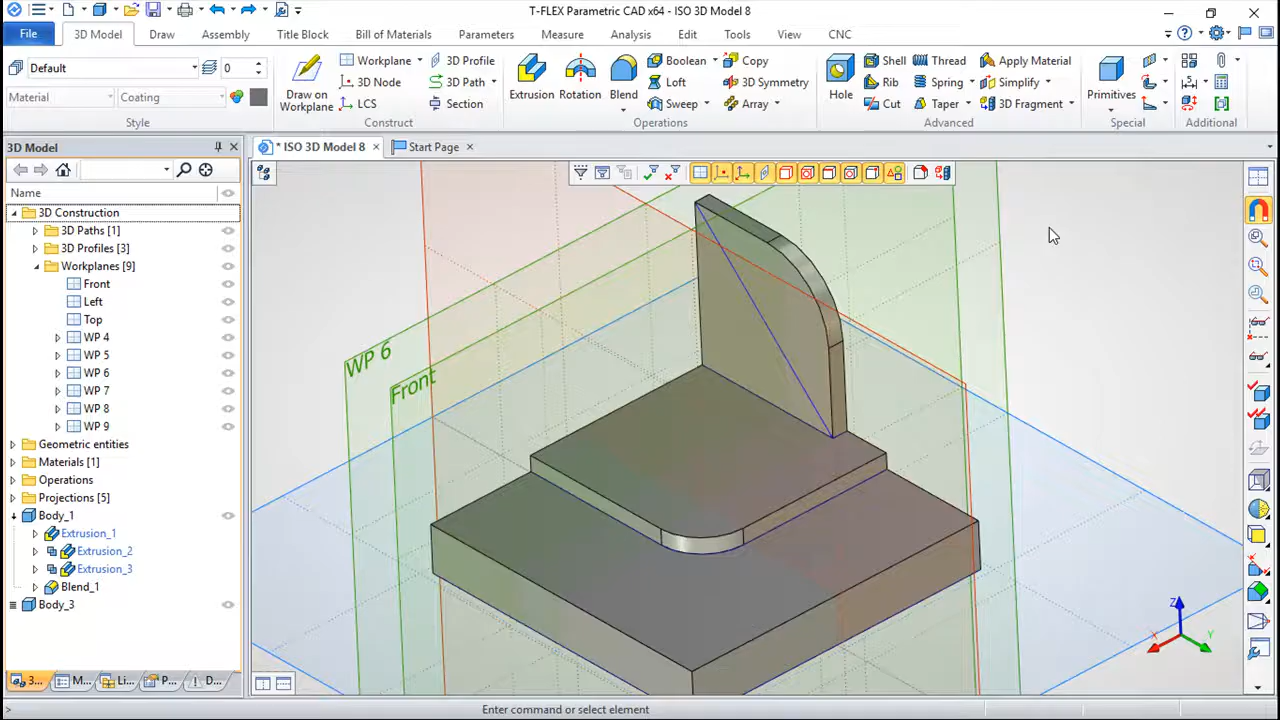 T-FLEX Parametric CAD x64 - ISO 3D Model 8
File
3D Model
Draw
Assembly
Title Block
Bill of Materials
Parameters
Measure
Analysis
Edit
Tools
View
CNC
Default
0
Material
Coating
Style
Draw on
Workplane
Workplane
3D Node
LCS
3D Profile
3D Path
Section
Construct
Extrusion
Rotation
Blend
Boolean
Loft
Sweep
Copy
3D Symmetry
Array
Operations
Hole
Shell
Rib
Cut
Thread
Spring
Taper
Apply Material
Simplify
3D Fragment
Advanced
Primitives
Special
Additional
3D Model
* ISO 3D Model 8
Start Page
Name
3D Construction
3D Paths [1]
3D Profiles [3]
Workplanes [9]
Front
Left
Top
WP 4
WP 5
WP 6
WP 7
WP 8
WP 9
Geometric entities
Materials [1]
Operations
Projections [5]
Body_1
Extrusion_1
Extrusion_2
Extrusion_3
Blend_1
Body_3
WP 6
Front
Z
X
Y
3...
M...
Li...
P...
D...
>
Enter command or select element